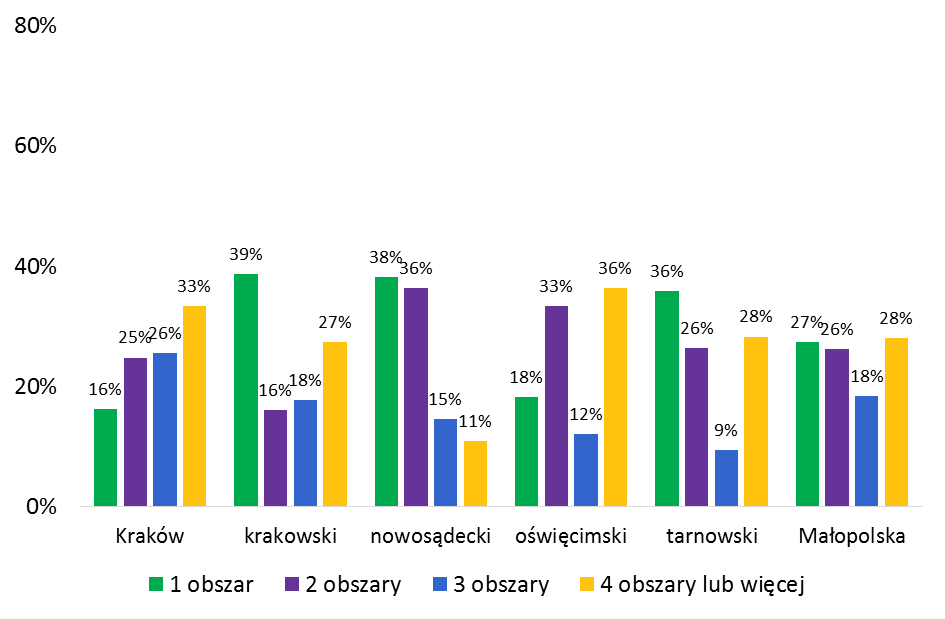 80%
60%
40%
20%
0%
16% 25% 26% 33%
39% 16% 18% 27%
38% 36% 15% 11%
18% 33% 12% 36%
36% 26% 9% 28%
27% 26% 18% 28%
Kraków krakowski nowosądecki oświęcimski tarnowski Małopolska
1 obszar 2 obszary 3 obszary 4 obszary lub więcej